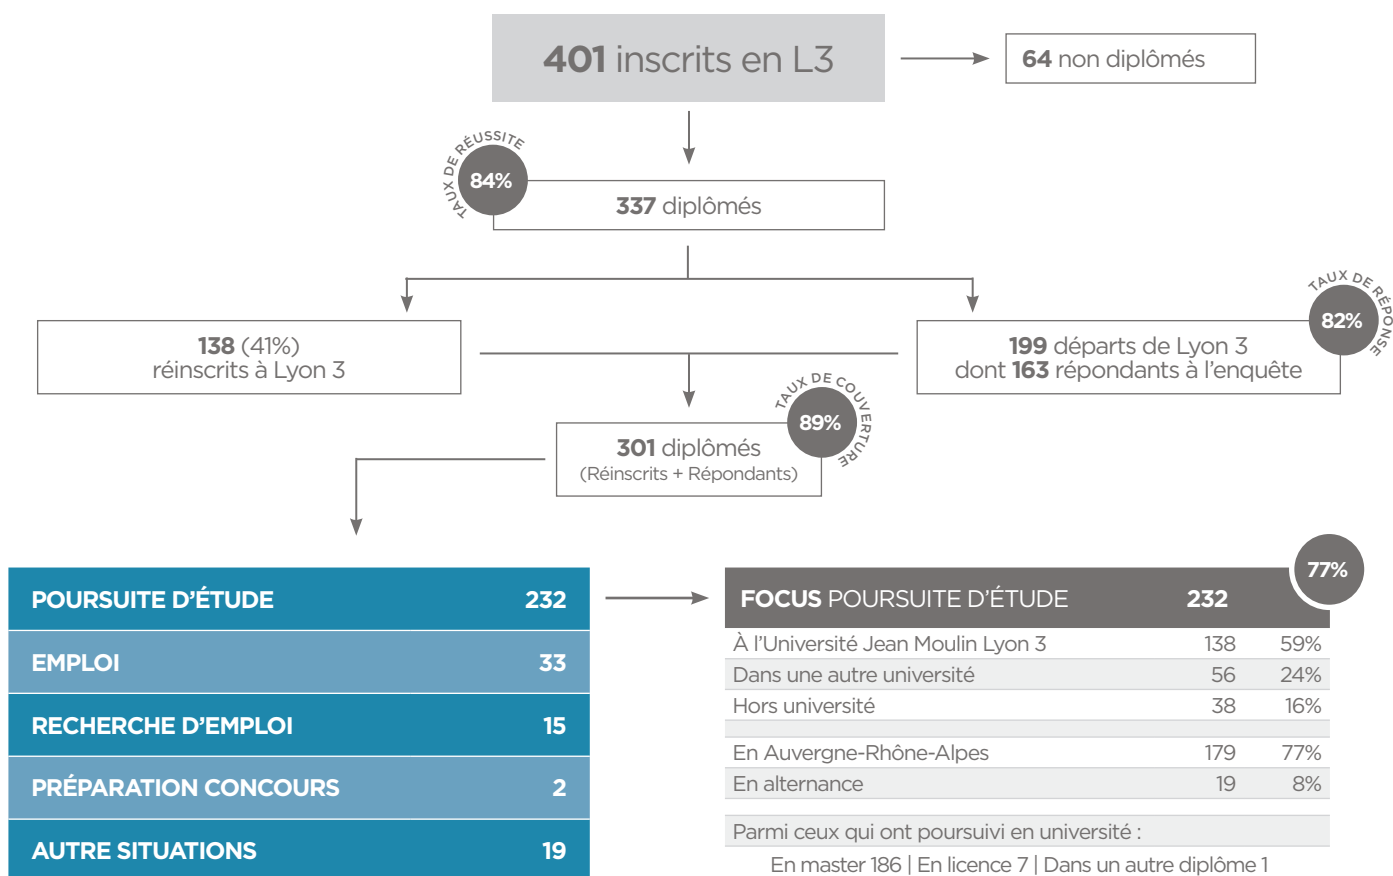 401 inscrits en L3
64 non diplômés
TAUX DE RÉUSSITE
84%
337 diplômés
138 (41%)
réinscrits à Lyon 3
TAUX DE RÉPONSE
82%
199 départs de Lyon 3
dont 163 répondants à l'enquête
TAUX DE COUVERTURE
89%
301 diplômés
(Réinscrits + Répondants)
POURSUITE D'ÉTUDE 232
EMPLOI 33
RECHERCHE D'EMPLOI 15
PRÉPARATION CONCOURS 2
AUTRE SITUATIONS 19
77%
FOCUS POURSUITE D'ÉTUDE 232
À l'Université Jean Moulin Lyon 3 138 59%
Dans une autre université 56 24%
Hors université 38 16%
En Auvergne-Rhône-Alpes 179 77%
En alternance 19 8%
Parmi ceux qui ont poursuivi en université :
En master 186 | En licence 7 | Dans un autre diplôme 1